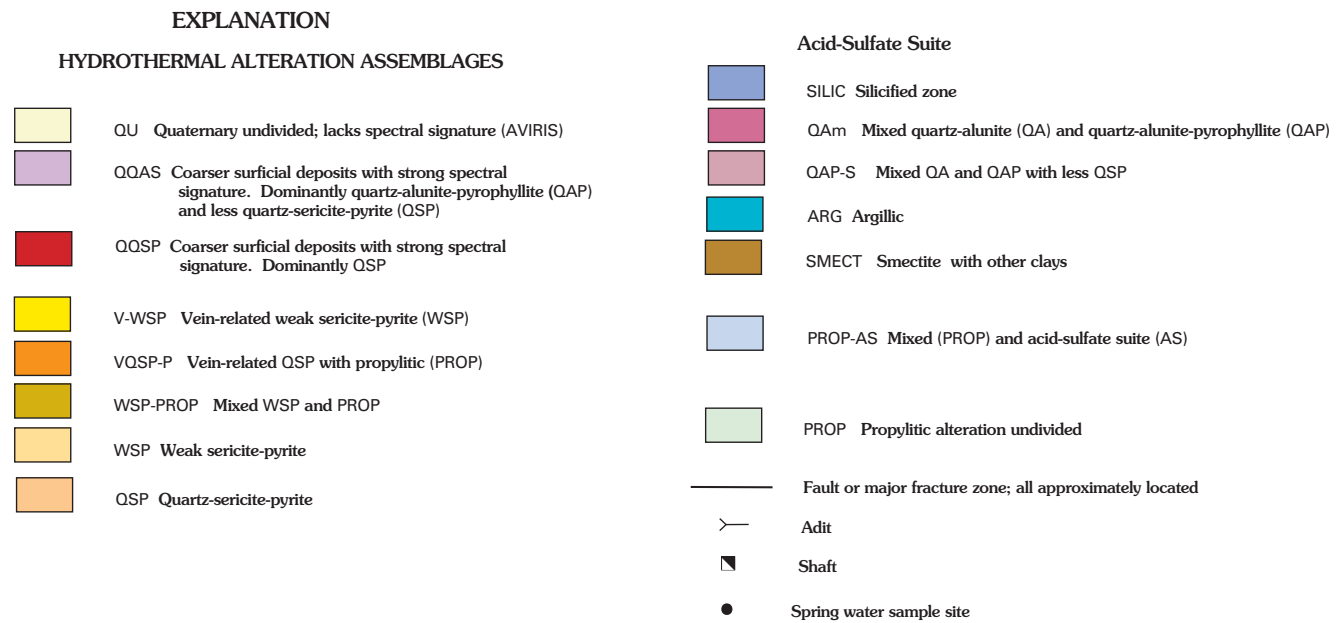 EXPLANATION
HYDROTHERMAL ALTERATION ASSEMBLAGES
QU Quaternary undivided; lacks spectral signature (AVIRIS)
QQAS Coarser surficial deposits with strong spectral
signature. Dominantly quartz-alunite-pyrophyllite (QAP)
and less quartz-sericite-pyrite (QSP)
QQSP Coarser surficial deposits with strong spectral
signature. Dominantly QSP
V-WSP Vein-related weak sericite-pyrite (WSP)
VQSP-P Vein-related QSP with propylitic (PROP)
WSP-PROP Mixed WSP and PROP
WSP Weak sericite-pyrite
QSP Quartz-sericite-pyrite
Acid-Sulfate Suite
SILIC Silicified zone
QAm Mixed quartz-alunite (QA) and quartz-alunite-pyrophyllite (QAP)
QAP-S Mixed QA and QAP with less QSP
ARG Argillic
SMECT Smectite with other clays
PROP-AS Mixed (PROP) and acid-sulfate suite (AS)
PROP Propylitic alteration undivided
Fault or major fracture zone; all approximately located
Adit
Shaft
Spring water sample site